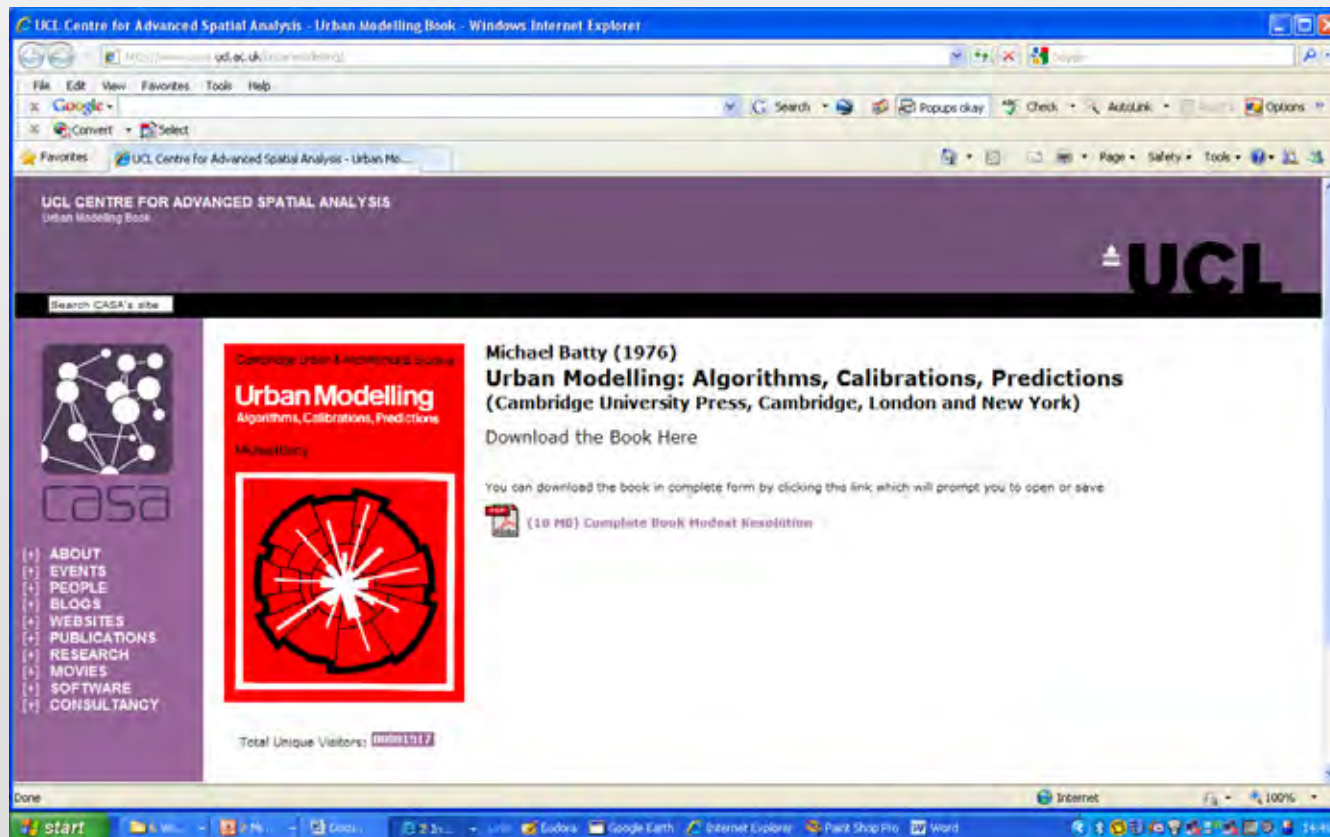 UCL Centre for Advanced Spatial Analysis - Urban Modelling Book - Windows Internet Explorer
ucl.ac.uk
File Edit View Favorites Tools Help
x Google Search Popups okay Check AutoLink Options
x Convert Select
Favorites UCL Centre for Advanced Spatial Analysis - Urban Mo...
Page Safety Tools
UCL CENTRE FOR ADVANCED SPATIAL ANALYSIS
Urban Modelling Book
UCL
Search CASA's site
casa
[+] ABOUT
[+] EVENTS
[+] PEOPLE
[+] BLOGS
[+] WEBSITES
[+] PUBLICATIONS
[+] RESEARCH
[+] MOVIES
[+] SOFTWARE
[+] CONSULTANCY
Cambridge Urban & Architectural Studies
Urban Modelling
Algorithms, Calibrations, Predictions
Michael Batty
Total Unique Visitors: 00001517
Michael Batty (1976)
Urban Modelling: Algorithms, Calibrations, Predictions
(Cambridge University Press, Cambridge, London and New York)
Download the Book Here
You can download the book in complete form by clicking this link which will prompt you to open or save
(10 MB) Complete Book Modest Resolution
Done Internet 100%
start Eudora Google Earth Internet Explorer Paint Shop Pro Word